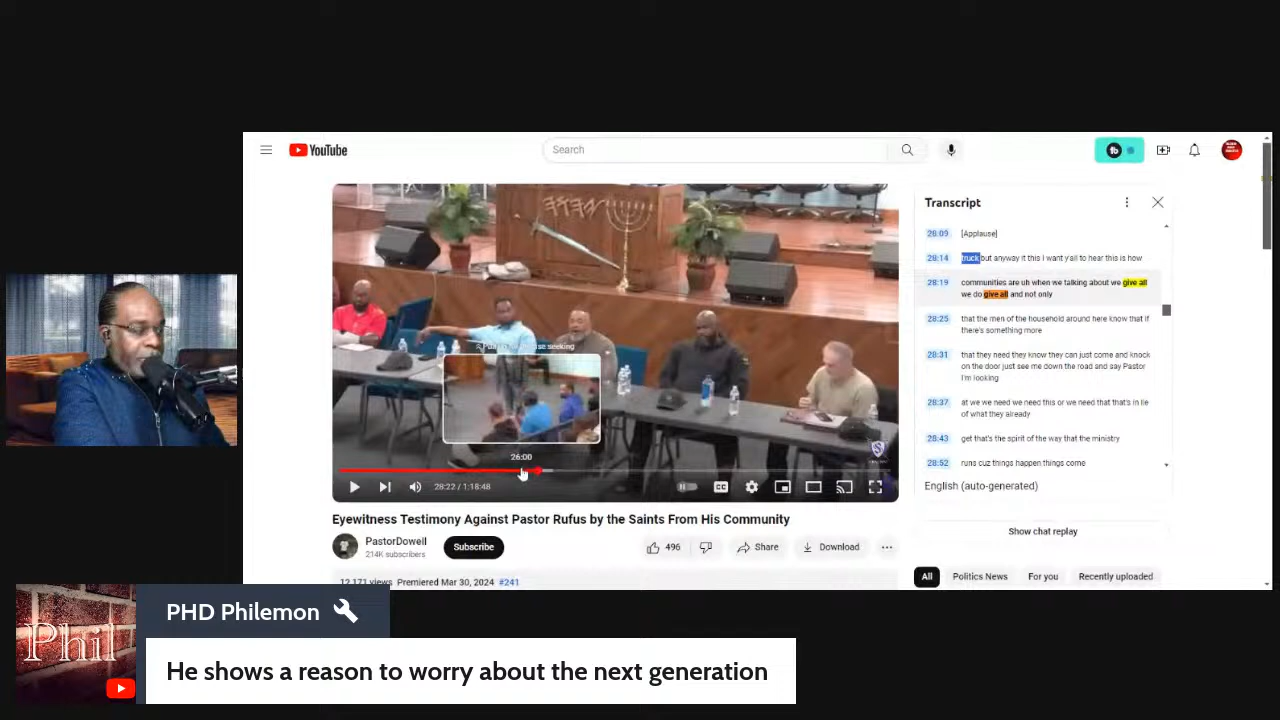 YouTube
Search
Transcript
28:09 [Applause]
28:14 truck but anyway it this i want y'all to hear this is how
28:19 communities are uh when we talking about we give all
we do give all and not only
28:25 that the men of the household around here know that if
there's something more
28:31 that they need they know they can just come and knock
on the door just see me down the road and say Pastor
I'm looking
28:37 at we we need we need this or we need that that's in lie
of what they already
28:43 get that's the spirit of the way that the ministry
28:52 runs cuz things happen things come
English (auto-generated)
Show chat replay
All Politics News For you Recently uploaded
seeking
26:00
28:22 / 1:18:48
CC
Eyewitness Testimony Against Pastor Rufus by the Saints From His Community
PastorDowell
214K subscribers
Subscribe
496
Share
Download
12,171 views Premiered Mar 30, 2024 #241
Phil
PHD Philemon
He shows a reason to worry about the next generation